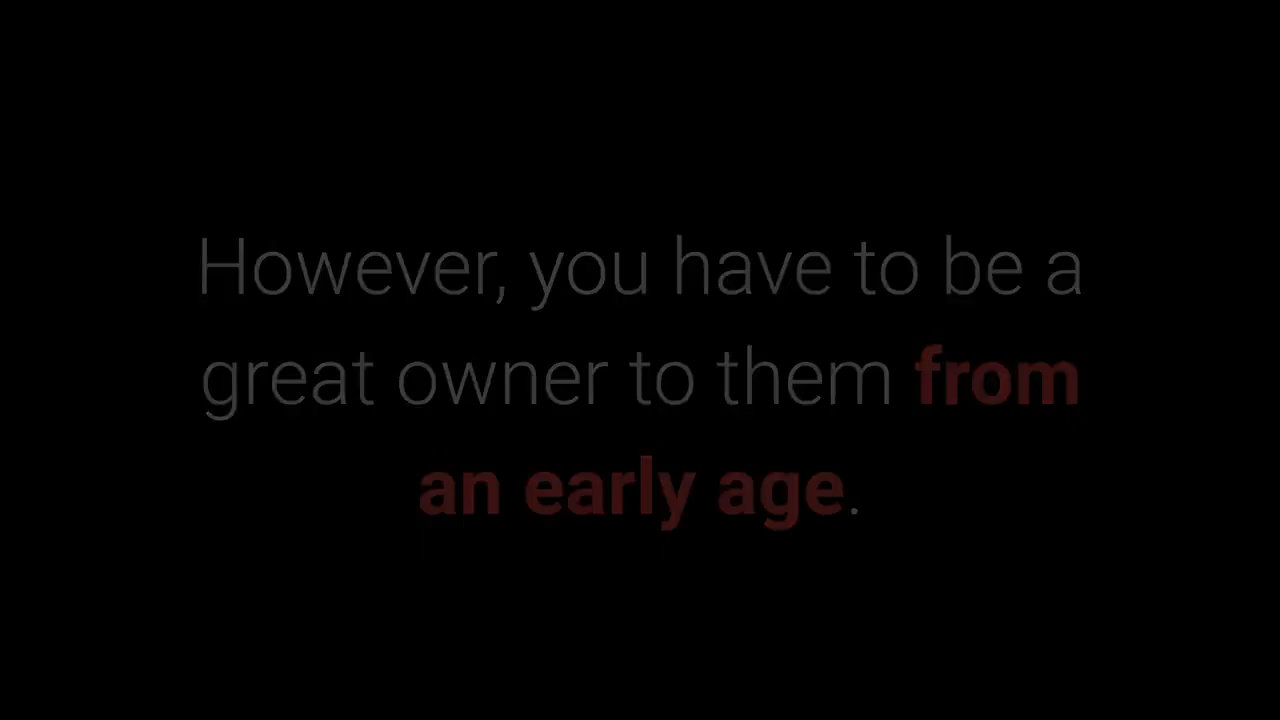 However, you have to be a
great owner to them from
an early age.